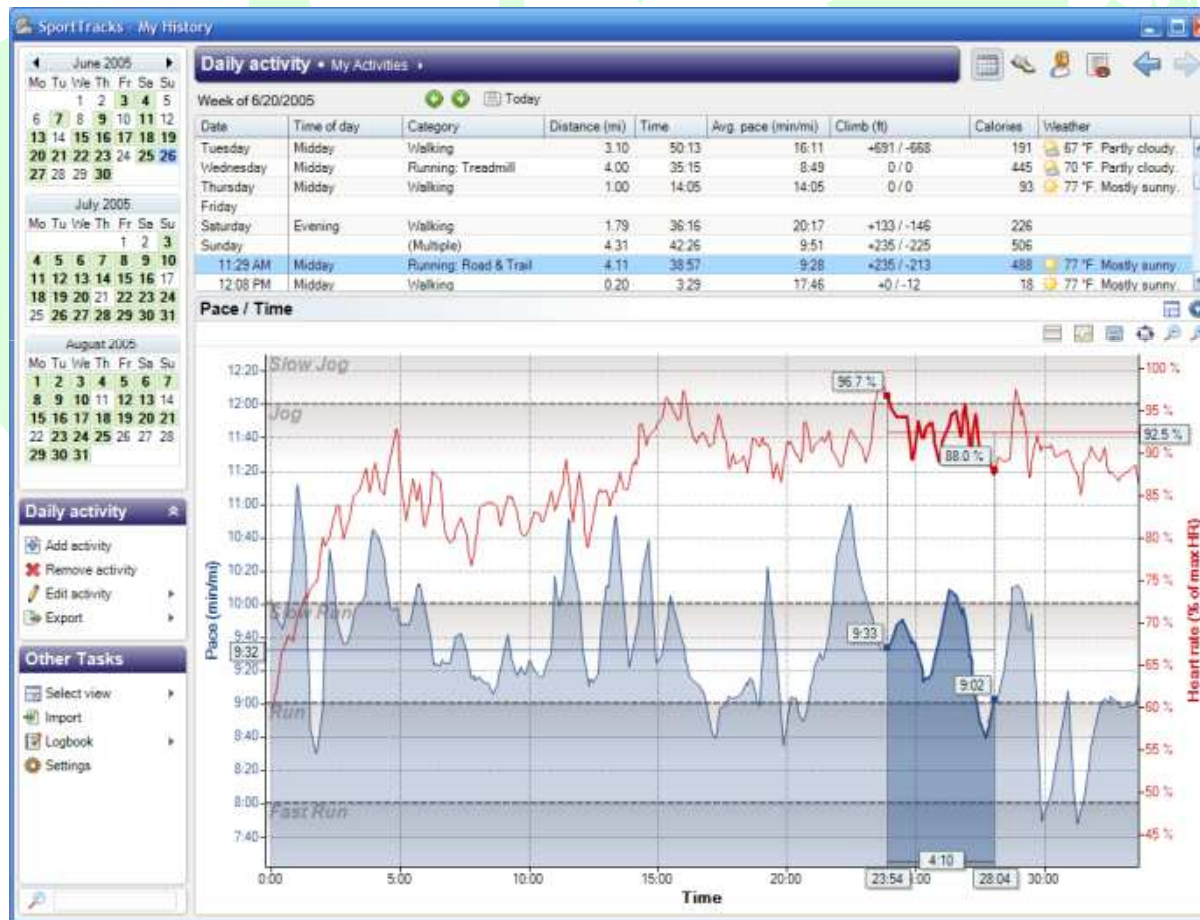 SportTracks - My History
June 2005
Mo Tu We Th Fr Sa Su
1 2 3 4 5
6 7 8 9 10 11 12
13 14 15 16 17 18 19
20 21 22 23 24 25 26
27 28 29 30
July 2005
Mo Tu We Th Fr Sa Su
1 2 3
4 5 6 7 8 9 10
11 12 13 14 15 16 17
18 19 20 21 22 23 24
25 26 27 28 29 30 31
August 2005
Mo Tu We Th Fr Sa Su
1 2 3 4 5 6 7
8 9 10 11 12 13 14
15 16 17 18 19 20 21
22 23 24 25 26 27 28
29 30 31
Daily activity
Add activity
Remove activity
Edit activity
Export
Other Tasks
Select view
Import
Logbook
Settings
Daily activity • My Activities
Week of 6/20/2005 Today
Date Time of day Category Distance (mi) Time Avg. pace (min/mi) Climb (ft) Calories Weather
Tuesday Midday Walking 3.10 50:13 16:11 +691 / -668 191 67 °F. Partly cloudy.
Wednesday Midday Running: Treadmill 4.00 35:15 8:49 0 / 0 445 70 °F. Partly cloudy.
Thursday Midday Walking 1.00 14:05 14:05 0 / 0 93 77 °F. Mostly sunny.
Friday
Saturday Evening Walking 1.79 36:16 20:17 +133 / -146 226
Sunday (Multiple) 4.31 42:26 9:51 +235 / -225 506
11:29 AM Midday Running: Road & Trail 4.11 38:57 9:28 +235 / -213 488 77 °F. Mostly sunny.
12:08 PM Midday Walking 0.20 3:29 17:46 +0 / -12 18 77 °F. Mostly sunny.
Pace / Time
Pace (min/mi)
12:20
12:00
11:40
11:20
11:00
10:40
10:20
10:00
9:40
9:32
9:20
9:00
8:40
8:20
8:00
7:40
Slow Jog
Jog
Slow Run
Run
Fast Run
96.7 %
88.0 %
9:33
9:02
4:10
100 %
95 %
92.5 %
90 %
85 %
80 %
75 %
70 %
65 %
60 %
55 %
50 %
45 %
Heart rate (% of max HR)
0:00 5:00 10:00 15:00 20:00 23:54 28:04 30:00
Time